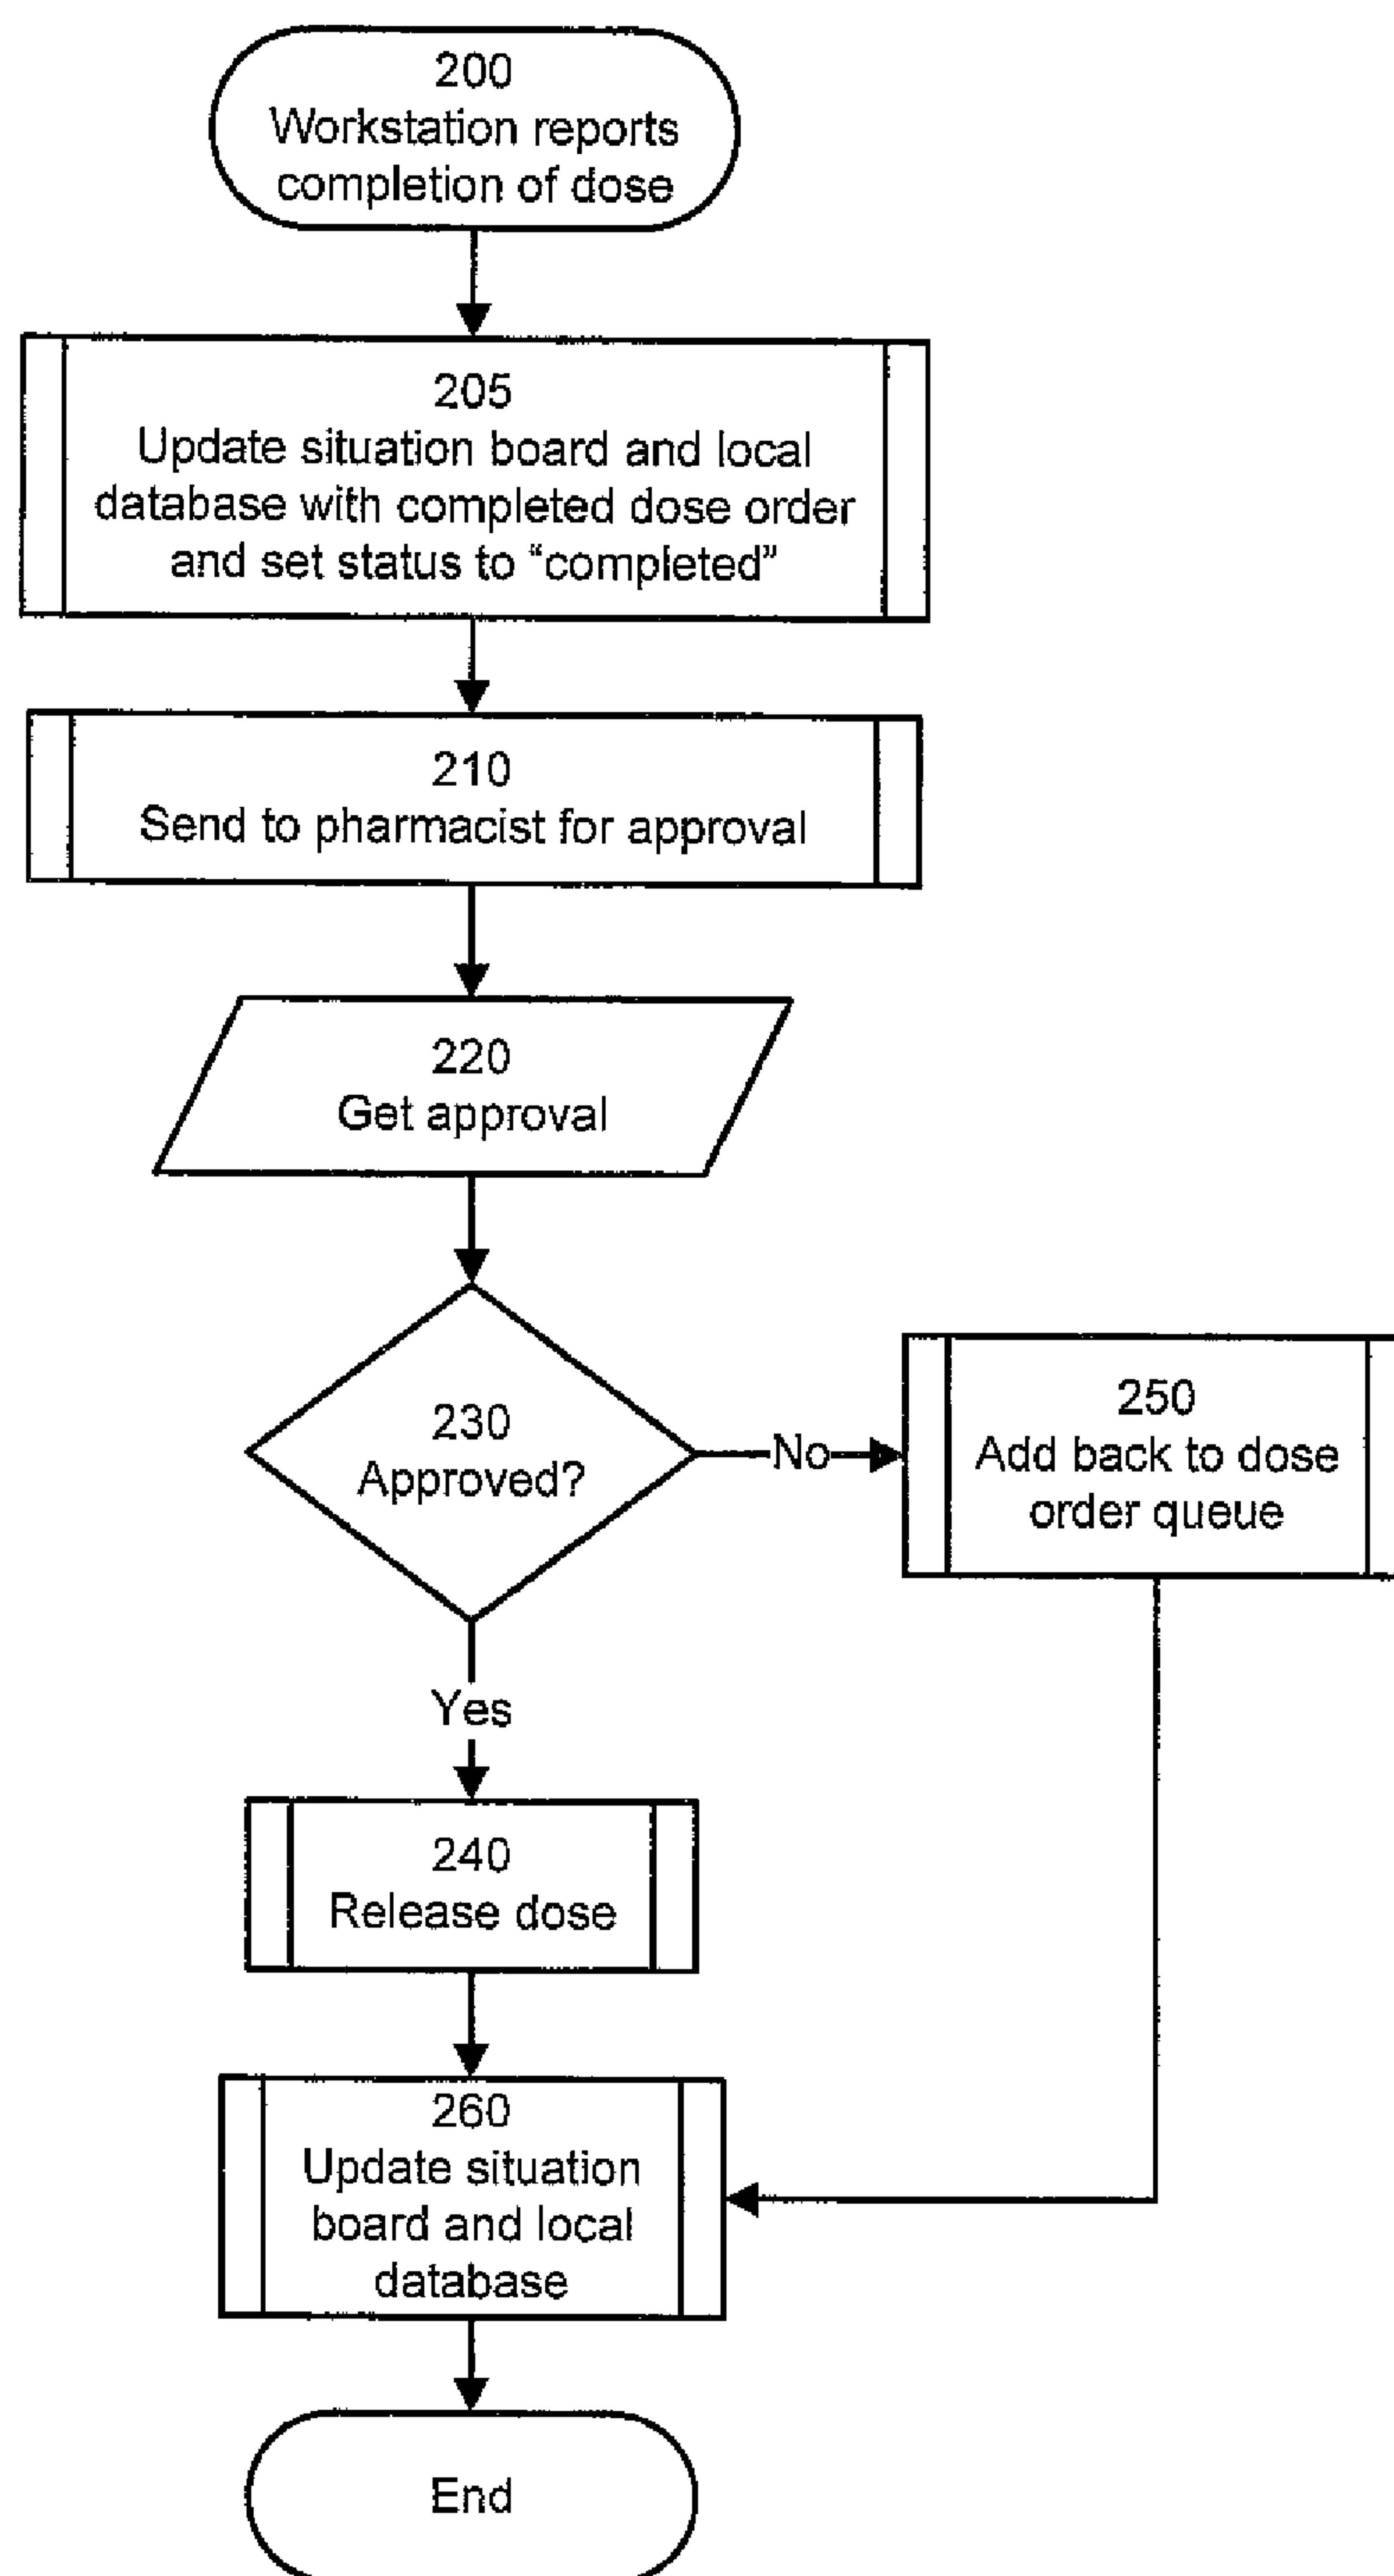 200
Workstation reports
completion of dose
205
Update situation board and local
database with completed dose order
and set status to “completed”
210
Send to pharmacist for approval
220
Get approval
230
Approved?
No
250
Add back to dose
order queue
Yes
240
Release dose
260
Update situation
board and local
database
End